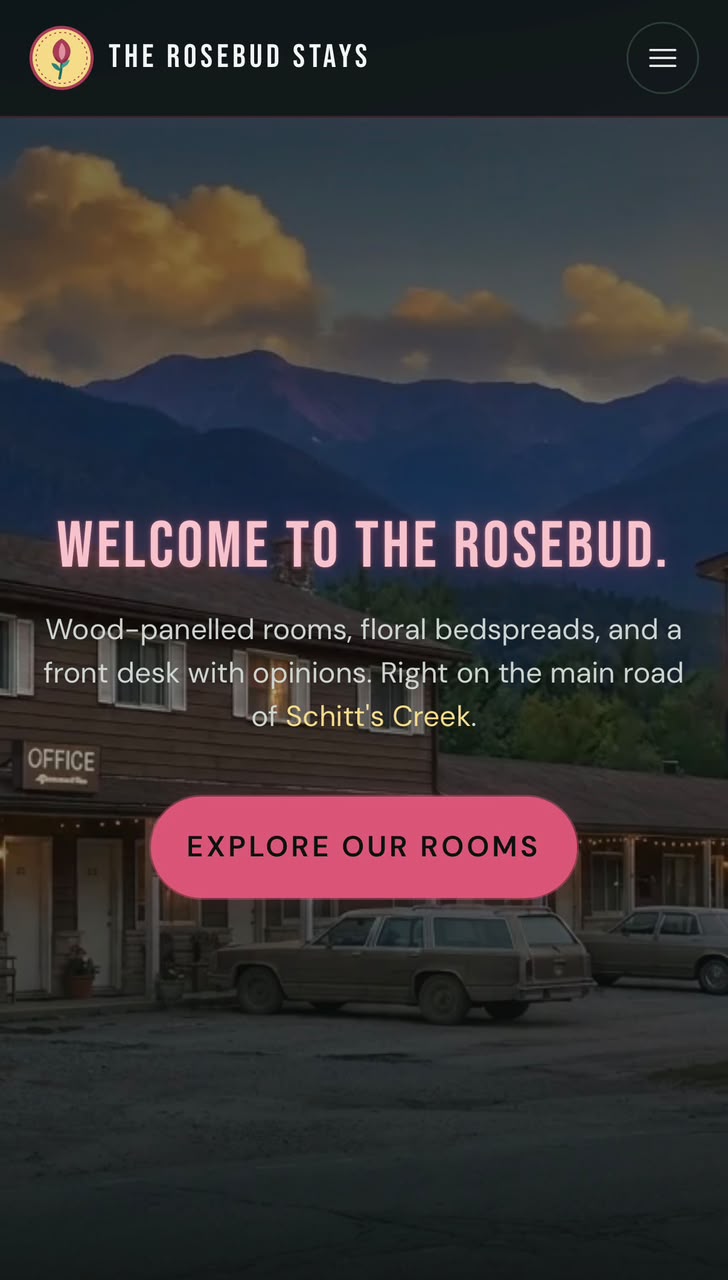 THE ROSEBUD STAYS
WELCOME TO THE ROSEBUD.
Wood-panelled rooms, floral bedspreads, and a
front desk with opinions. Right on the main road
of Schitt's Creek.
OFFICE
EXPLORE OUR ROOMS